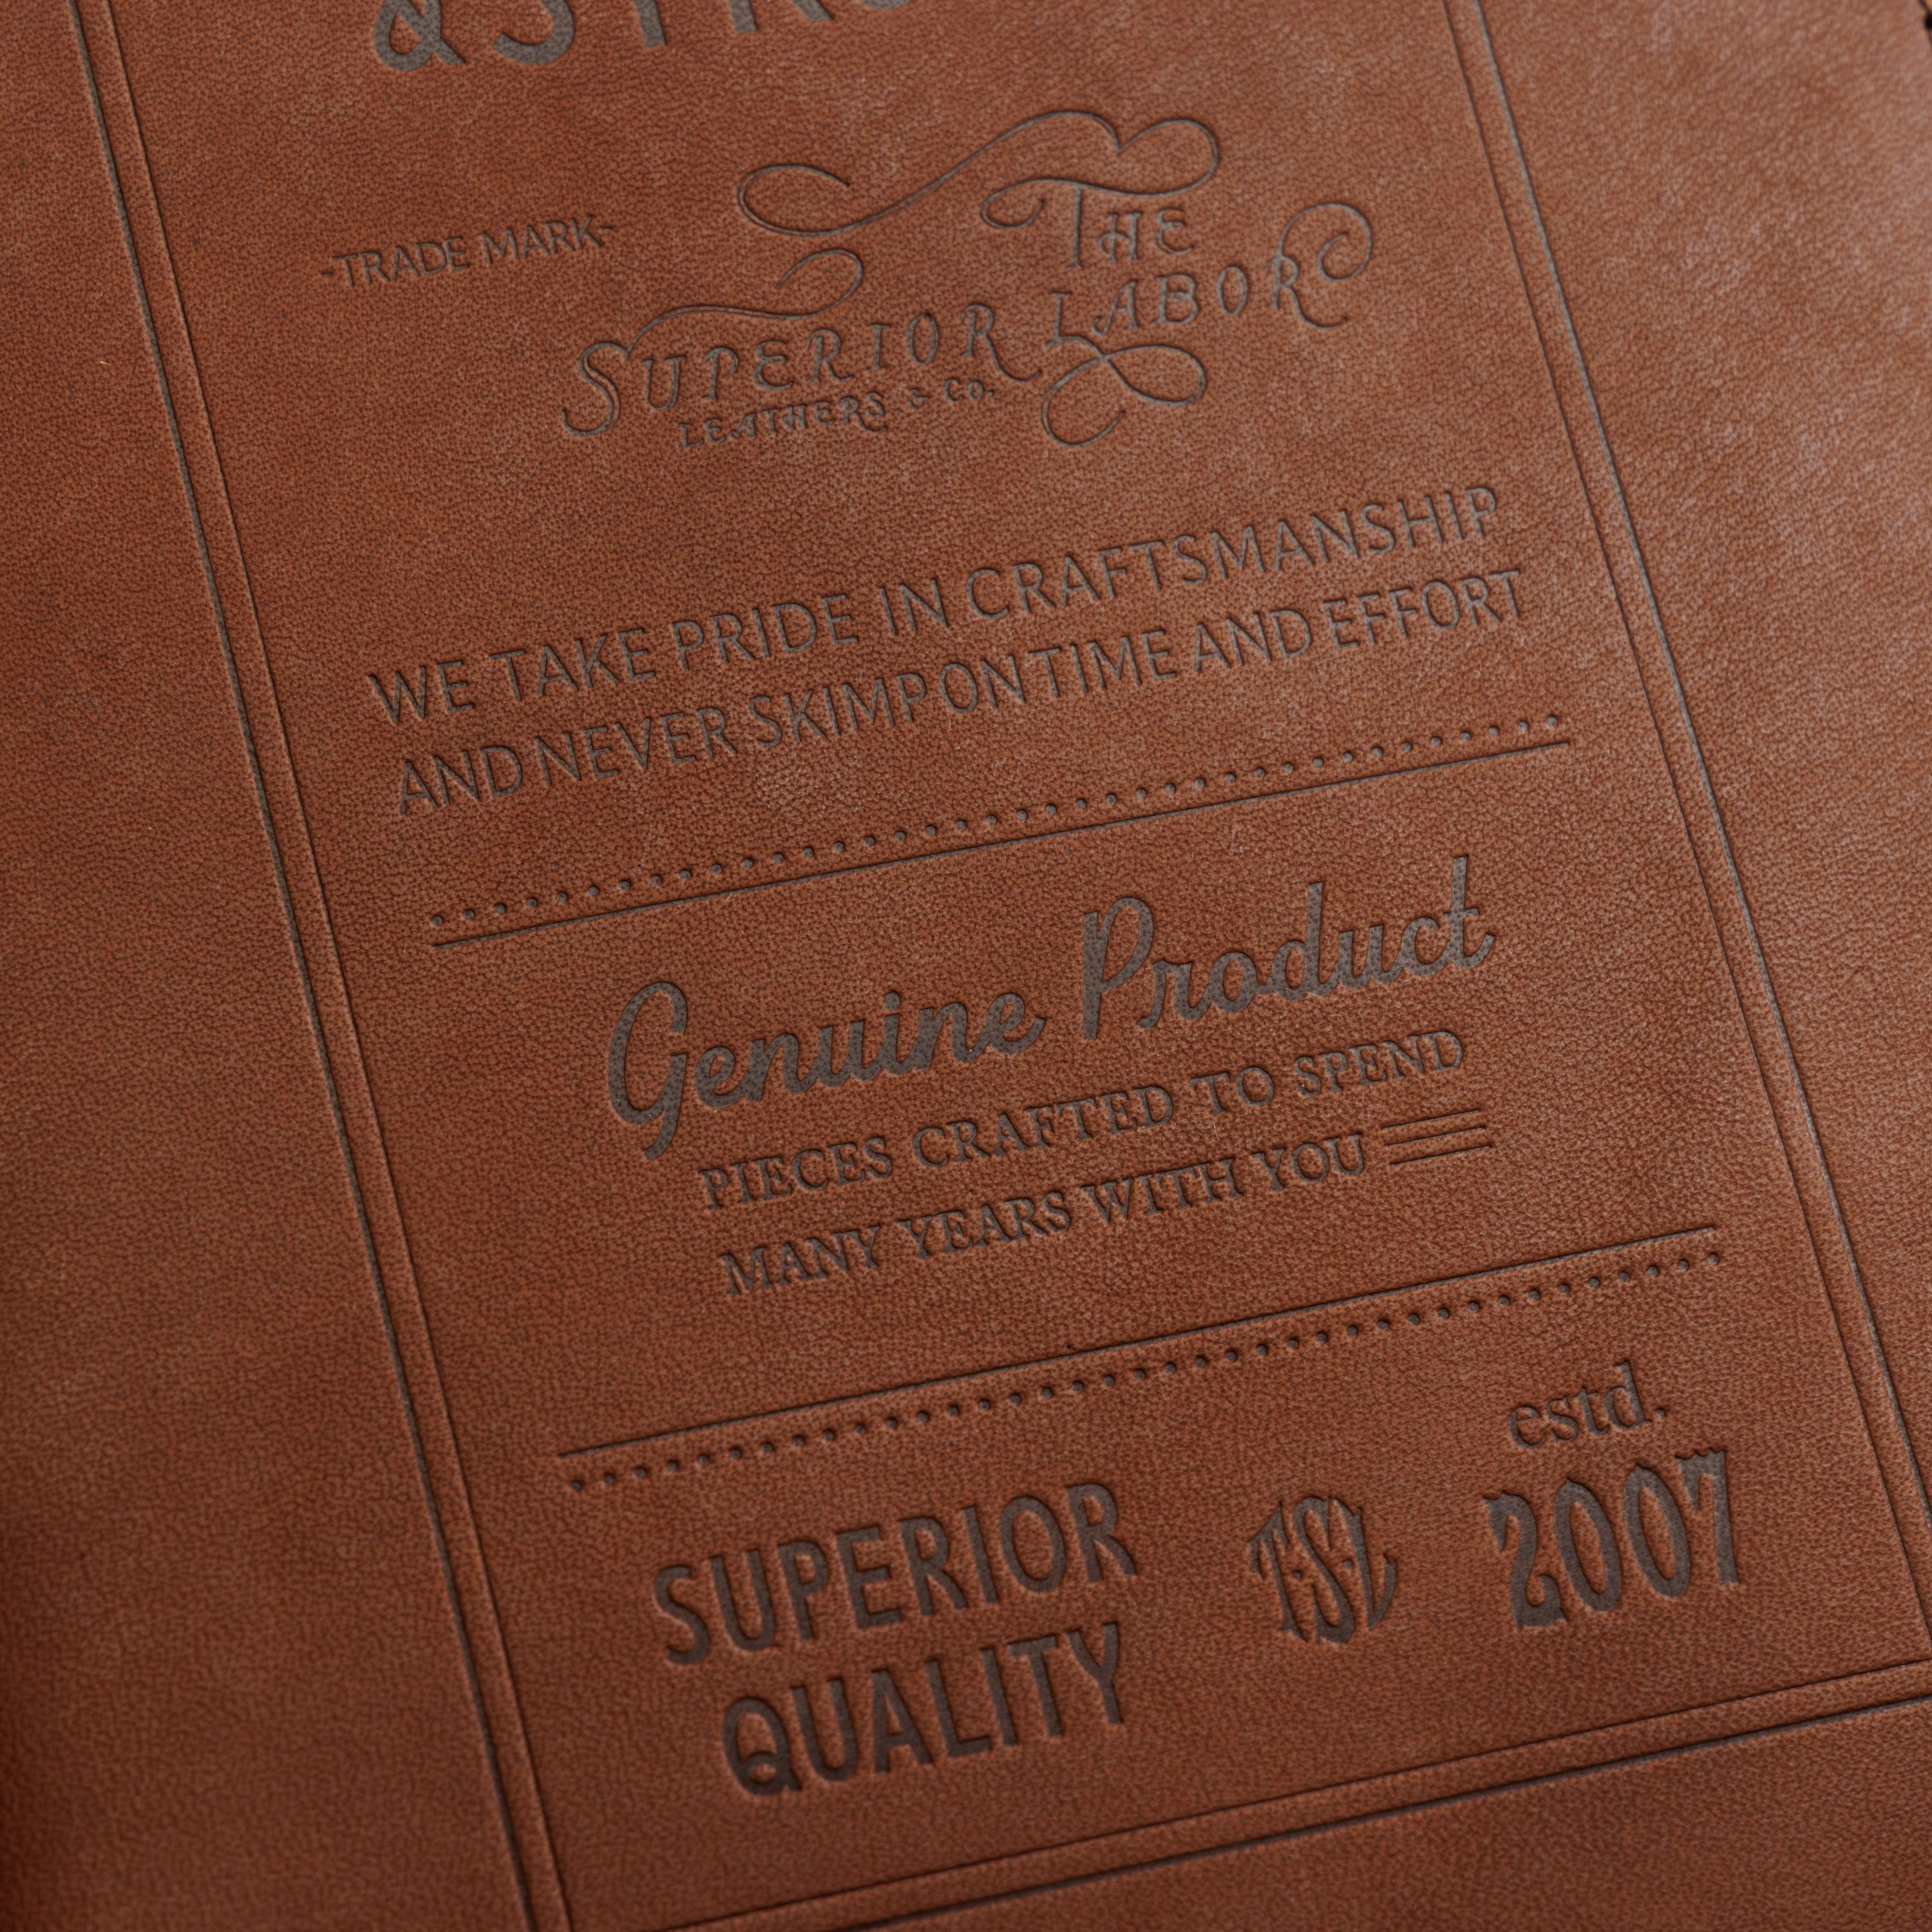 -TRADE MARK-
THE
SUPERIOR LABOR
LEATHERS & Co.
WE TAKE PRIDE IN CRAFTSMANSHIP
AND NEVER SKIMP ON TIME AND EFFORT
Genuine Product
PIECES CRAFTED TO SPEND
MANY YEARS WITH YOU
estd.
2007
T.S.L
SUPERIOR
QUALITY